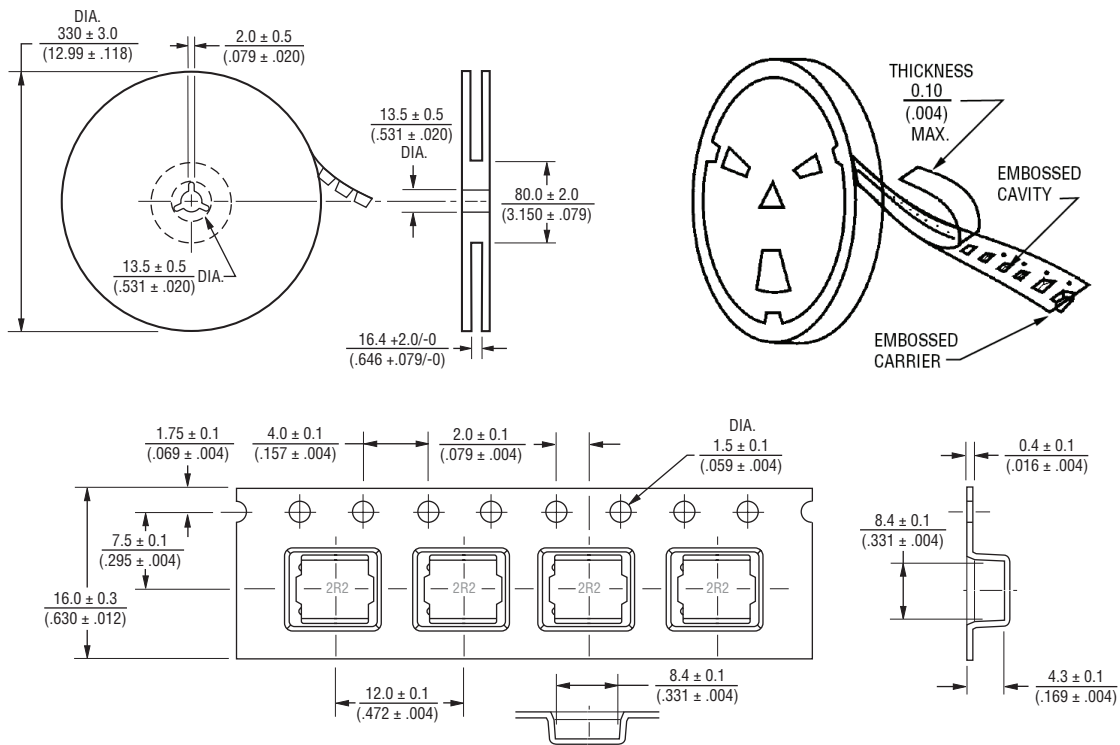 DIA.
330 ± 3.0
(12.99 ± .118)
2.0 ± 0.5
(.079 ± .020)
13.5 ± 0.5
(.531 ± .020)
DIA.
80.0 ± 2.0
(3.150 ± .079)
13.5 ± 0.5
(.531 ± .020)
DIA.
16.4 +2.0/-0
(.646 +.079/-0)
THICKNESS
0.10
(.004)
MAX.
EMBOSSED
CAVITY
EMBOSSED
CARRIER
1.75 ± 0.1
(.069 ± .004)
4.0 ± 0.1
(.157 ± .004)
2.0 ± 0.1
(.079 ± .004)
DIA.
1.5 ± 0.1
(.059 ± .004)
0.4 ± 0.1
(.016 ± .004)
7.5 ± 0.1
(.295 ± .004)
8.4 ± 0.1
(.331 ± .004)
16.0 ± 0.3
(.630 ± .012)
2R2 2R2 2R2 2R2
12.0 ± 0.1
(.472 ± .004)
8.4 ± 0.1
(.331 ± .004)
4.3 ± 0.1
(.169 ± .004)